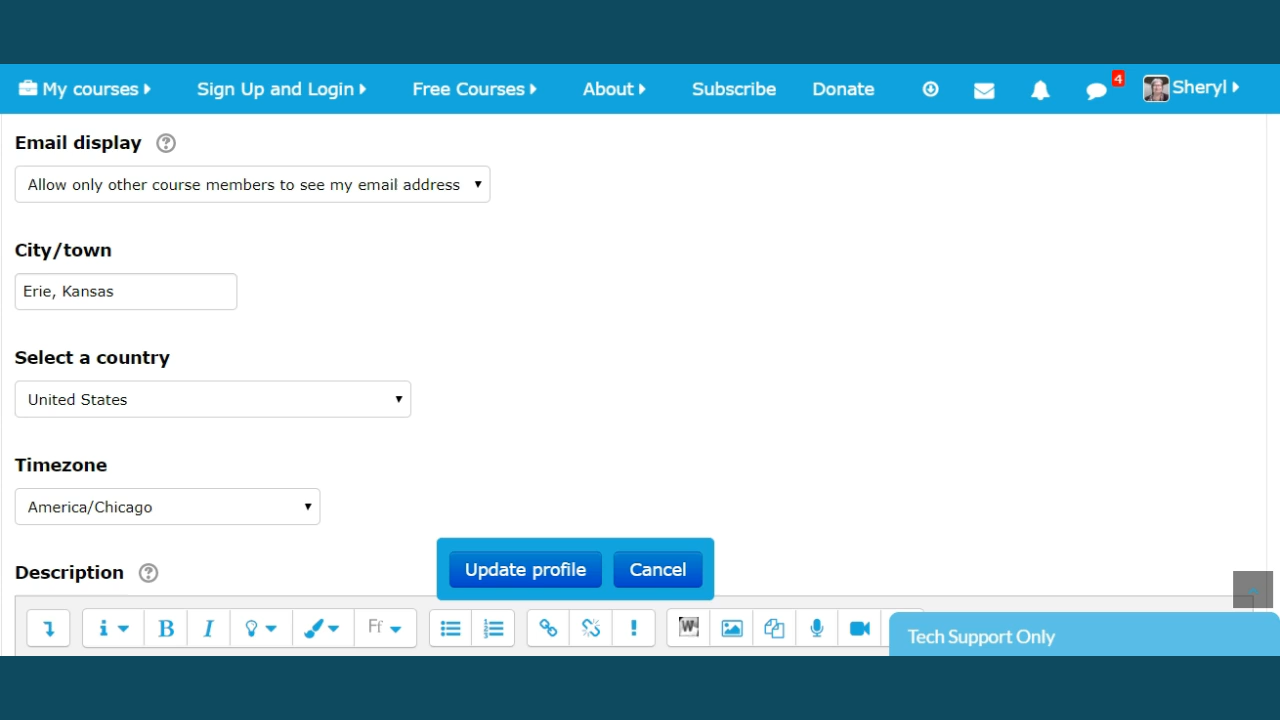 My courses Sign Up and Login Free Courses About Subscribe Donate 4 Sheryl
Email display ?
Allow only other course members to see my email address
City/town
Erie, Kansas
Select a country
United States
Timezone
America/Chicago
Update profile Cancel
Description ?
i B I Ff ! W
Tech Support Only